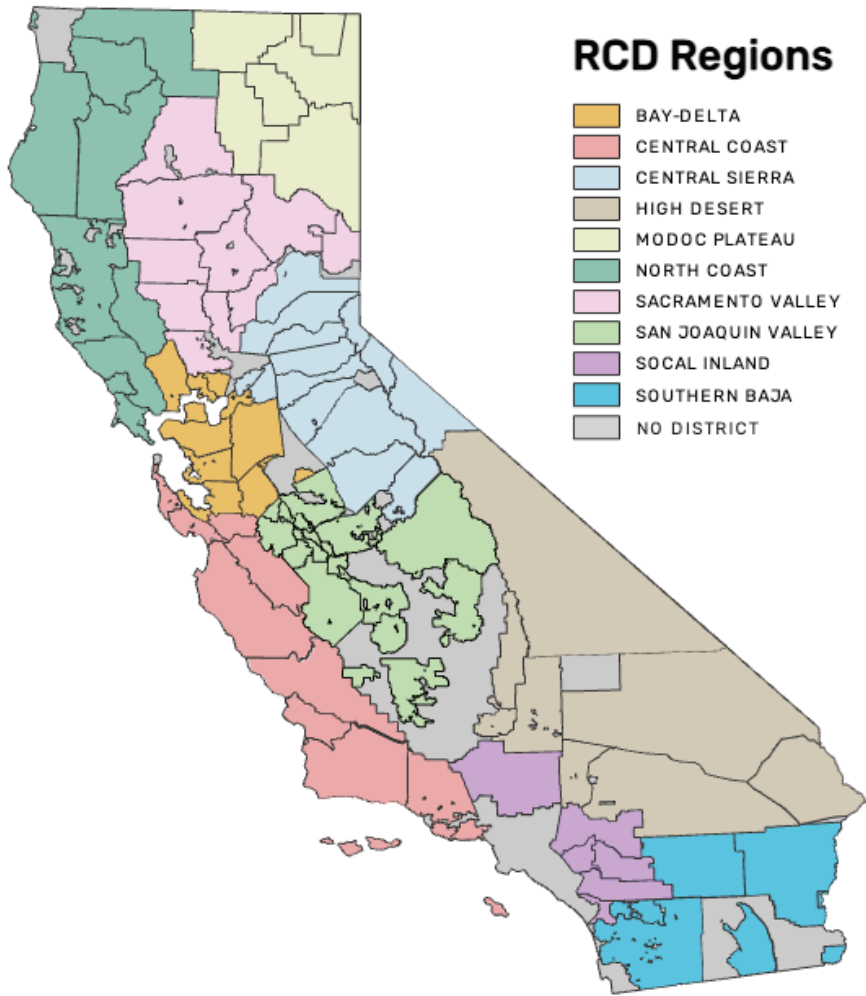 RCD Regions
BAY-DELTA
CENTRAL COAST
CENTRAL SIERRA
HIGH DESERT
MODOC PLATEAU
NORTH COAST
SACRAMENTO VALLEY
SAN JOAQUIN VALLEY
SOCAL INLAND
SOUTHERN BAJA
NO DISTRICT